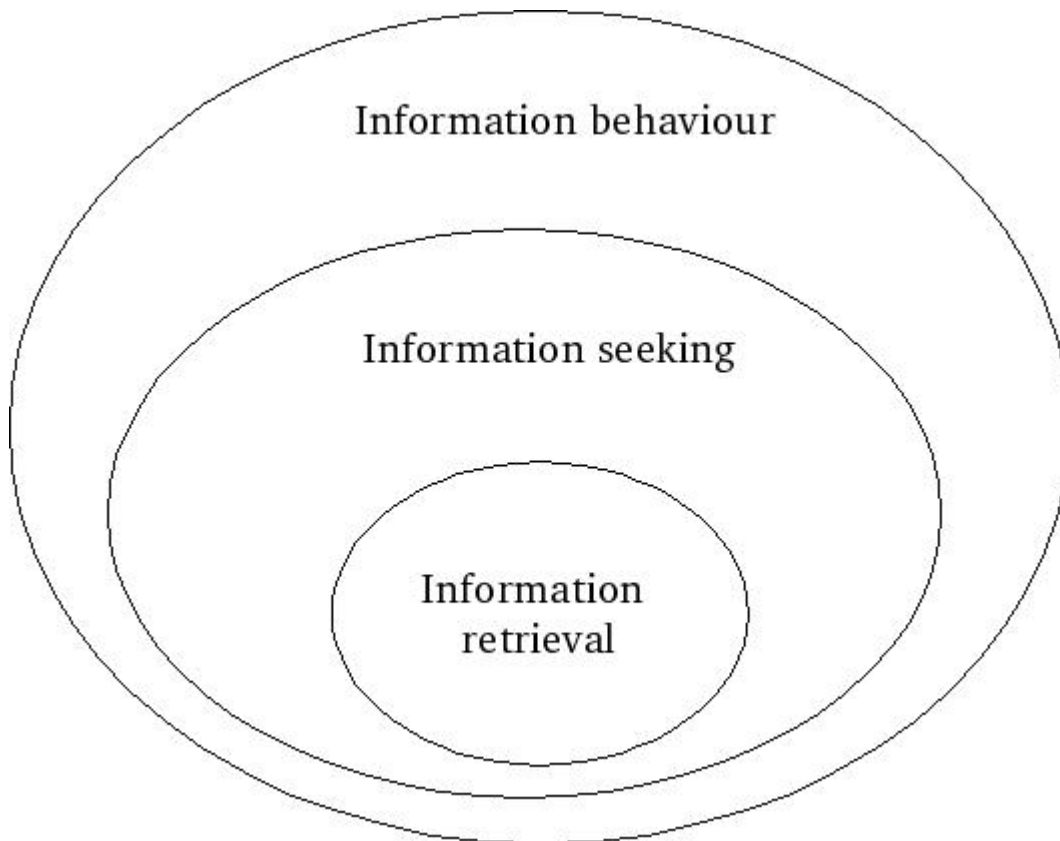 Information behaviour
Information seeking
Information
retrieval